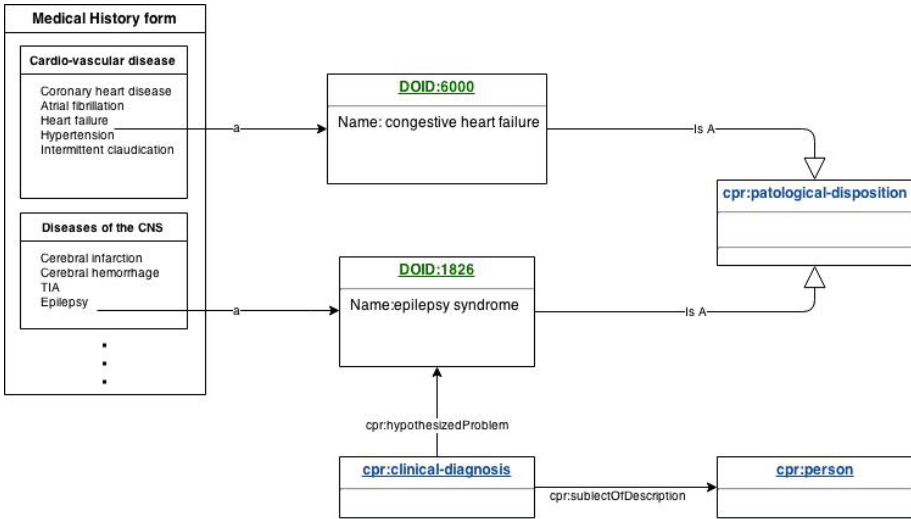 Medical History form
Cardio-vascular disease
Coronary heart disease
Atrial fibrillation
Heart failure
Hypertension
Intermittent claudication
a
DOID:6000
Name: congestive heart failure
Is A
cpr:patological-disposition
Diseases of the CNS
Cerebral infarction
Cerebral hemorrhage
TIA
Epilepsy
a
DOID:1826
Name:epilepsy syndrome
Is A
cpr:hypothesizedProblem
cpr:clinical-diagnosis
cpr:subjectOfDescription
cpr:person